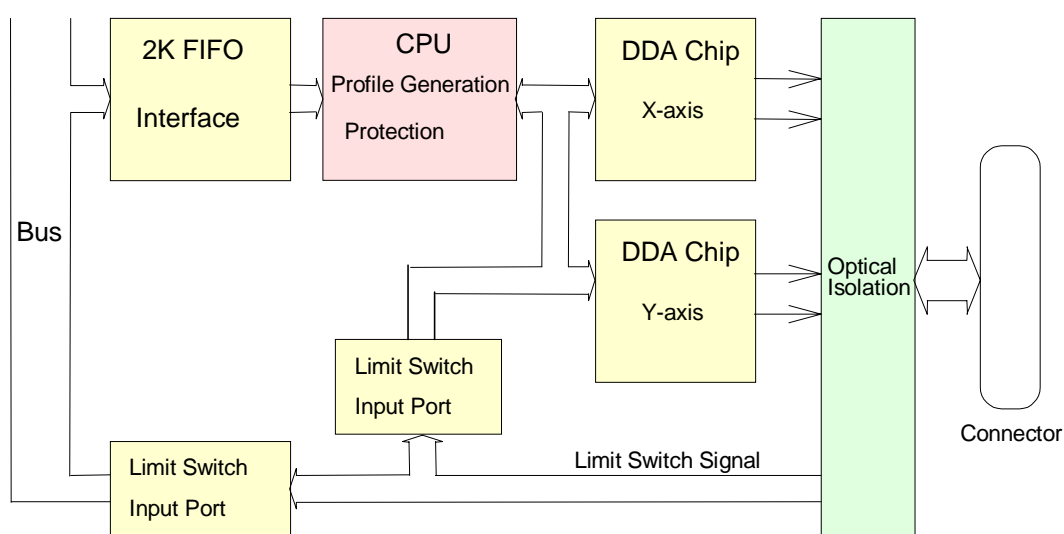 2K FIFO
Interface
CPU
Profile Generation
Protection
DDA Chip
X-axis
Bus
DDA Chip
Y-axis
Optical
Isolation
Limit Switch
Input Port
Connector
Limit Switch Signal
Limit Switch
Input Port